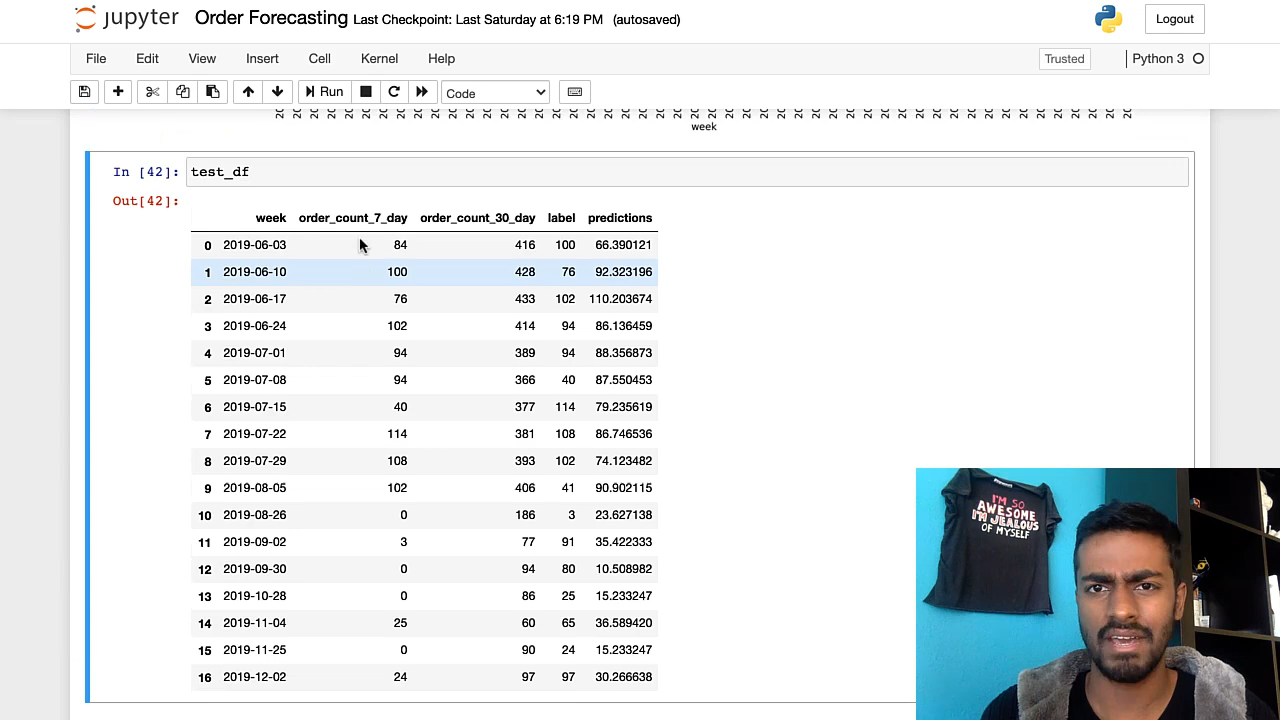 jupyter Order Forecasting Last Checkpoint: Last Saturday at 6:19 PM (autosaved) Logout
File Edit View Insert Cell Kernel Help Trusted Python 3
Run Code
week
In [42]: test_df
Out[42]:
week order_count_7_day order_count_30_day label predictions
0 2019-06-03 84 416 100 66.390121
1 2019-06-10 100 428 76 92.323196
2 2019-06-17 76 433 102 110.203674
3 2019-06-24 102 414 94 86.136459
4 2019-07-01 94 389 94 88.356873
5 2019-07-08 94 366 40 87.550453
6 2019-07-15 40 377 114 79.235619
7 2019-07-22 114 381 108 86.746536
8 2019-07-29 108 393 102 74.123482
9 2019-08-05 102 406 41 90.902115
10 2019-08-26 0 186 3 23.627138
11 2019-09-02 3 77 91 35.422333
12 2019-09-30 0 94 80 10.508982
13 2019-10-28 0 86 25 15.233247
14 2019-11-04 25 60 65 36.589420
15 2019-11-25 0 90 24 15.233247
16 2019-12-02 24 97 97 30.266638
I'M SO
AWESOME
I'M JEALOUS
OF MYSELF